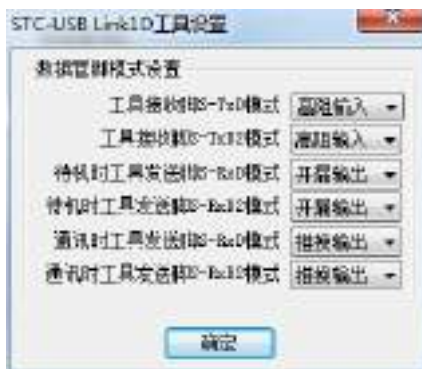 STC-USB Link1D工具设置
数据管脚模式设置
工具接收脚S-TxD模式 高阻输入
工具接收脚S-TxD2模式 高阻输入
待机时工具发送脚S-RxD模式 开漏输出
待机时工具发送脚S-RxD2模式 开漏输出
通讯时工具发送脚S-RxD模式 推挽输出
通讯时工具发送脚S-RxD2模式 推挽输出
确定